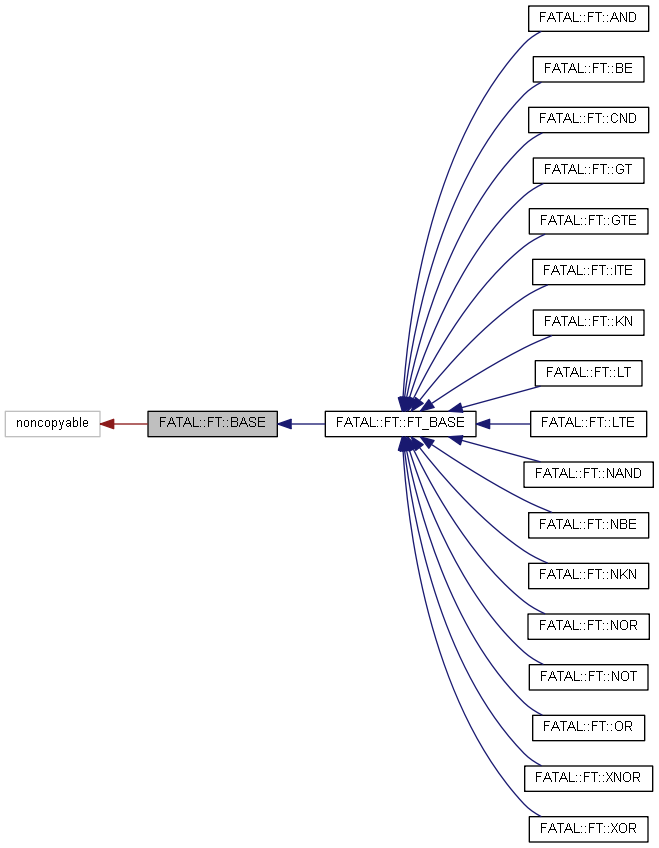 FATAL::FT::AND
FATAL::FT::BE
FATAL::FT::CND
FATAL::FT::GT
FATAL::FT::GTE
FATAL::FT::ITE
FATAL::FT::KN
FATAL::FT::LT
noncopyable
FATAL::FT::BASE
FATAL::FT::FT_BASE
FATAL::FT::LTE
FATAL::FT::NAND
FATAL::FT::NBE
FATAL::FT::NKN
FATAL::FT::NOR
FATAL::FT::NOT
FATAL::FT::OR
FATAL::FT::XNOR
FATAL::FT::XOR